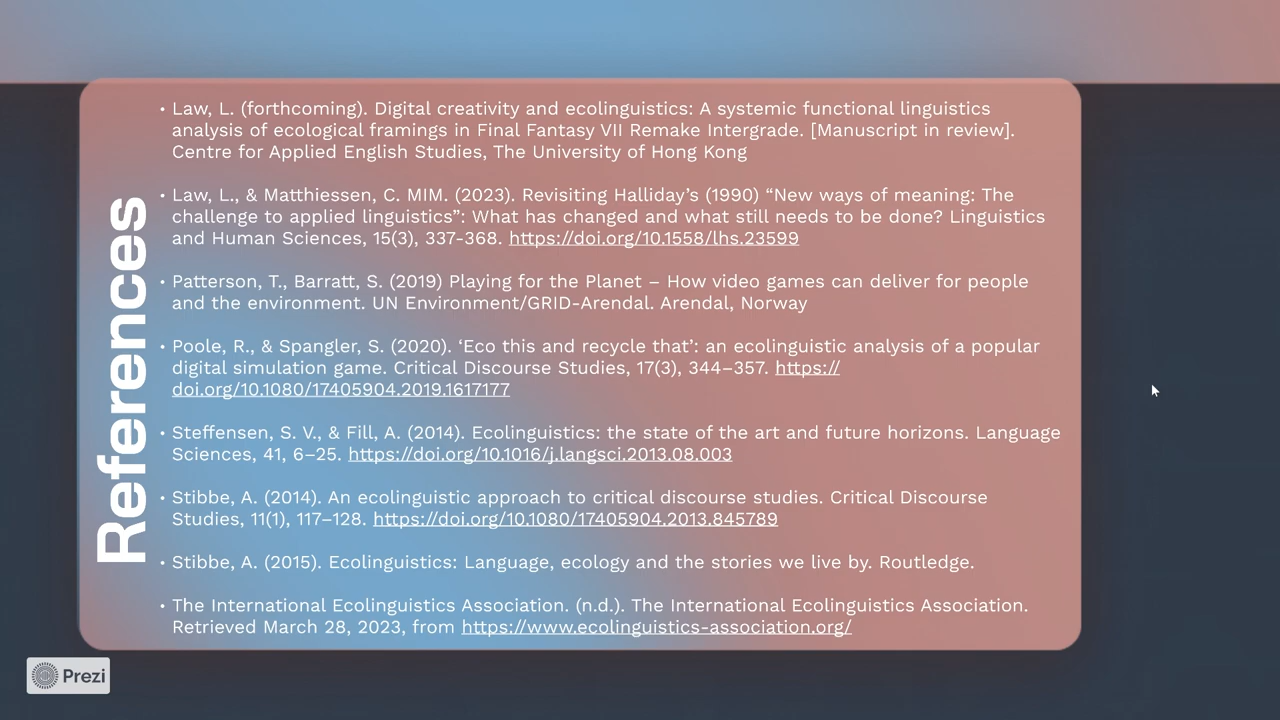 References
• Law, L. (forthcoming). Digital creativity and ecolinguistics: A systemic functional linguistics
analysis of ecological framings in Final Fantasy VII Remake Intergrade. [Manuscript in review].
Centre for Applied English Studies, The University of Hong Kong
• Law, L., & Matthiessen, C. MIM. (2023). Revisiting Halliday’s (1990) “New ways of meaning: The
challenge to applied linguistics”: What has changed and what still needs to be done? Linguistics
and Human Sciences, 15(3), 337-368. https://doi.org/10.1558/lhs.23599
• Patterson, T., Barratt, S. (2019) Playing for the Planet – How video games can deliver for people
and the environment. UN Environment/GRID-Arendal. Arendal, Norway
• Poole, R., & Spangler, S. (2020). ‘Eco this and recycle that’: an ecolinguistic analysis of a popular
digital simulation game. Critical Discourse Studies, 17(3), 344–357. https://
doi.org/10.1080/17405904.2019.1617177
• Steffensen, S. V., & Fill, A. (2014). Ecolinguistics: the state of the art and future horizons. Language
Sciences, 41, 6–25. https://doi.org/10.1016/j.langsci.2013.08.003
• Stibbe, A. (2014). An ecolinguistic approach to critical discourse studies. Critical Discourse
Studies, 11(1), 117–128. https://doi.org/10.1080/17405904.2013.845789
• Stibbe, A. (2015). Ecolinguistics: Language, ecology and the stories we live by. Routledge.
• The International Ecolinguistics Association. (n.d.). The International Ecolinguistics Association.
Retrieved March 28, 2023, from https://www.ecolinguistics-association.org/
Prezi